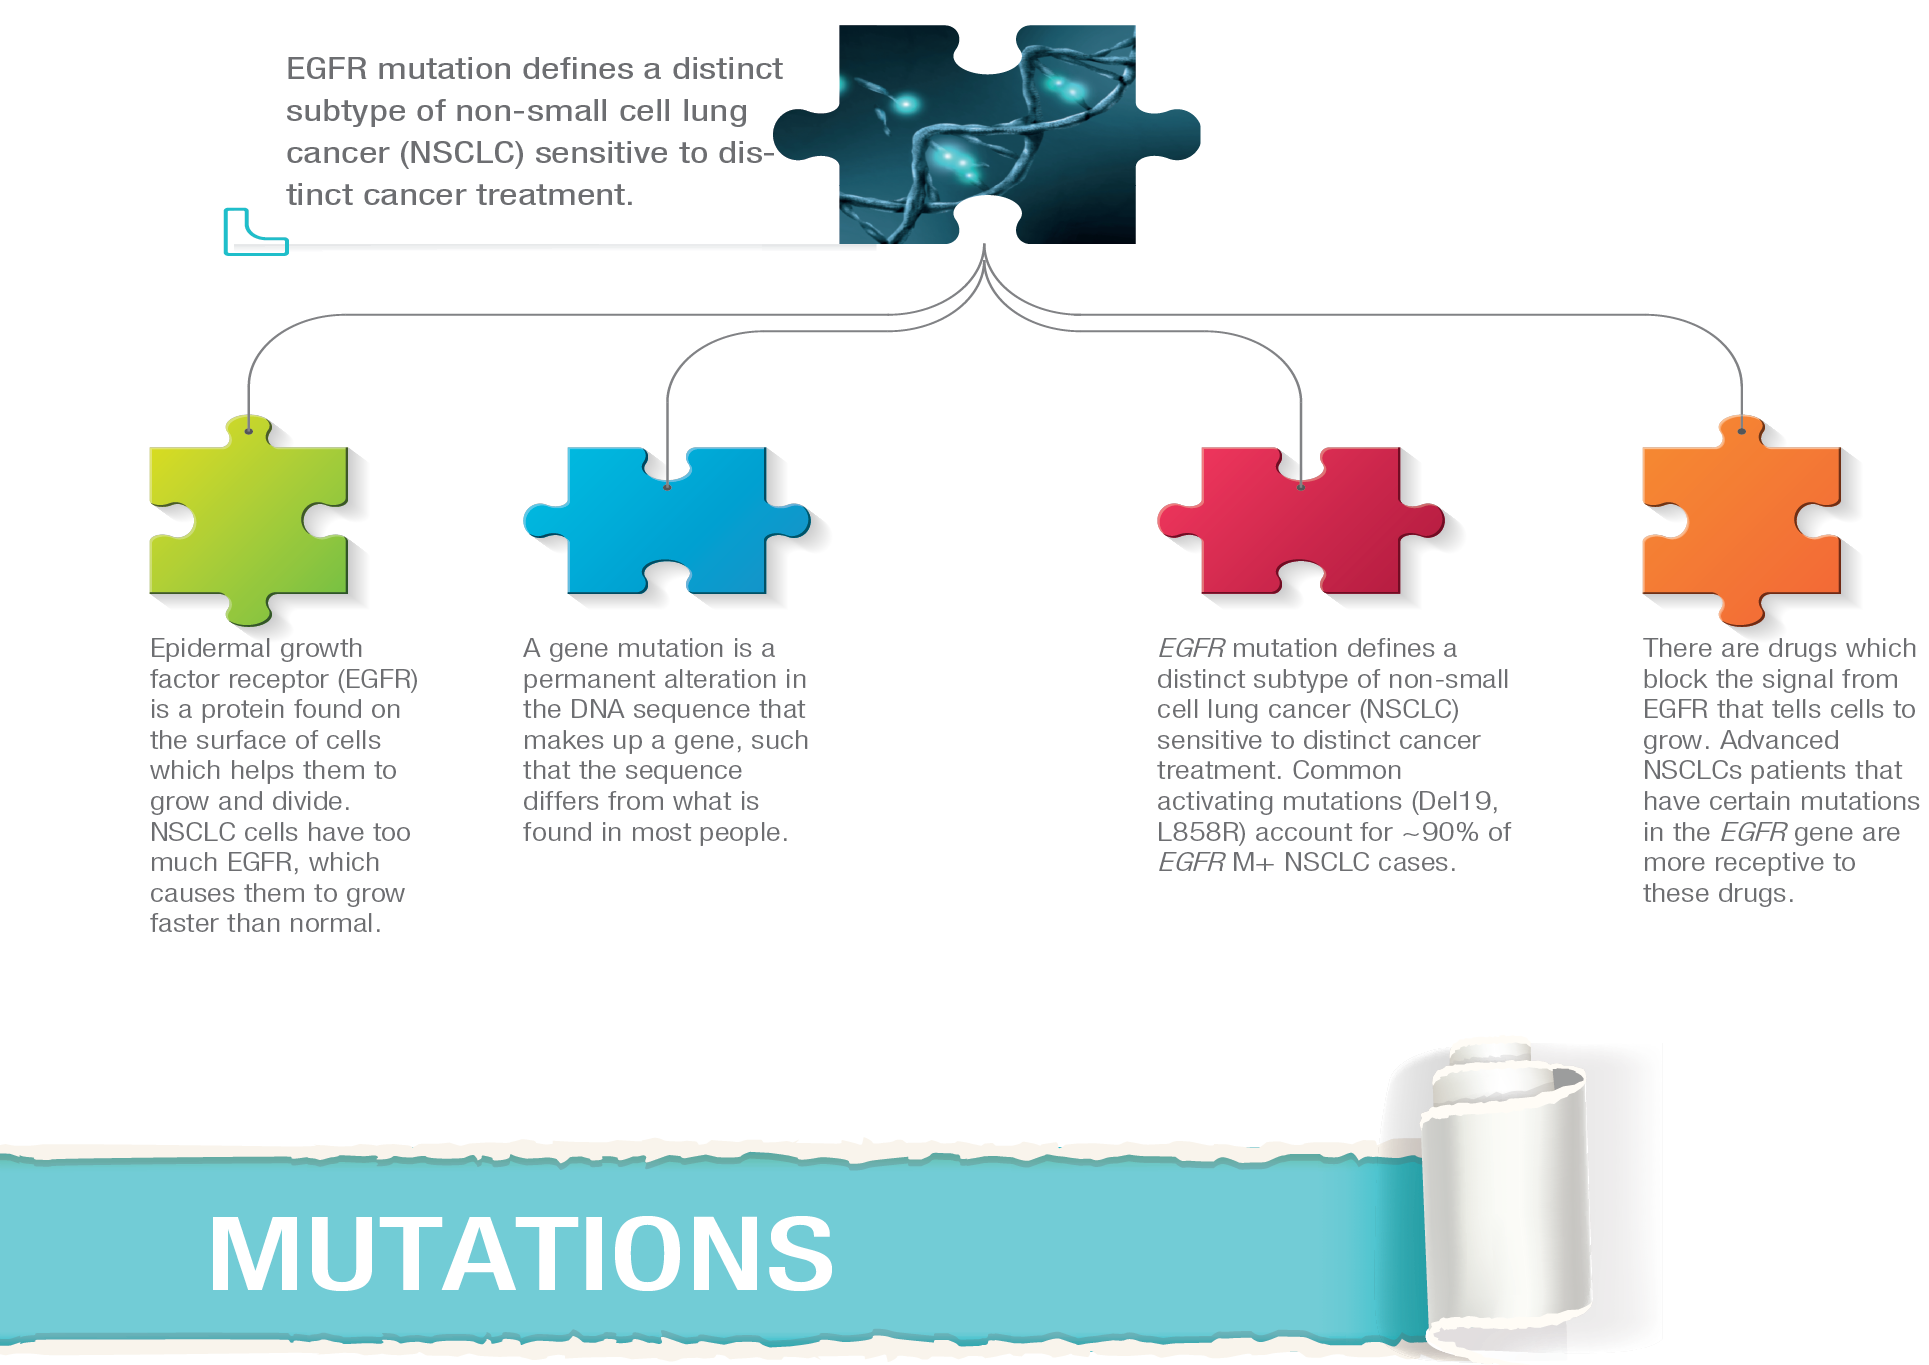 EGFR mutation defines a distinct
subtype of non-small cell lung
cancer (NSCLC) sensitive to dis-
tinct cancer treatment.
Epidermal growth
factor receptor (EGFR)
is a protein found on
the surface of cells
which helps them to
grow and divide.
NSCLC cells have too
much EGFR, which
causes them to grow
faster than normal.
A gene mutation is a
permanent alteration in
the DNA sequence that
makes up a gene, such
that the sequence
differs from what is
found in most people.
EGFR mutation defines a
distinct subtype of non-small
cell lung cancer (NSCLC)
sensitive to distinct cancer
treatment. Common
activating mutations (Del19,
L858R) account for ~90% of
EGFR M+ NSCLC cases.
There are drugs which
block the signal from
EGFR that tells cells to
grow. Advanced
NSCLCs patients that
have certain mutations
in the EGFR gene are
more receptive to
these drugs.
MUTATIONS